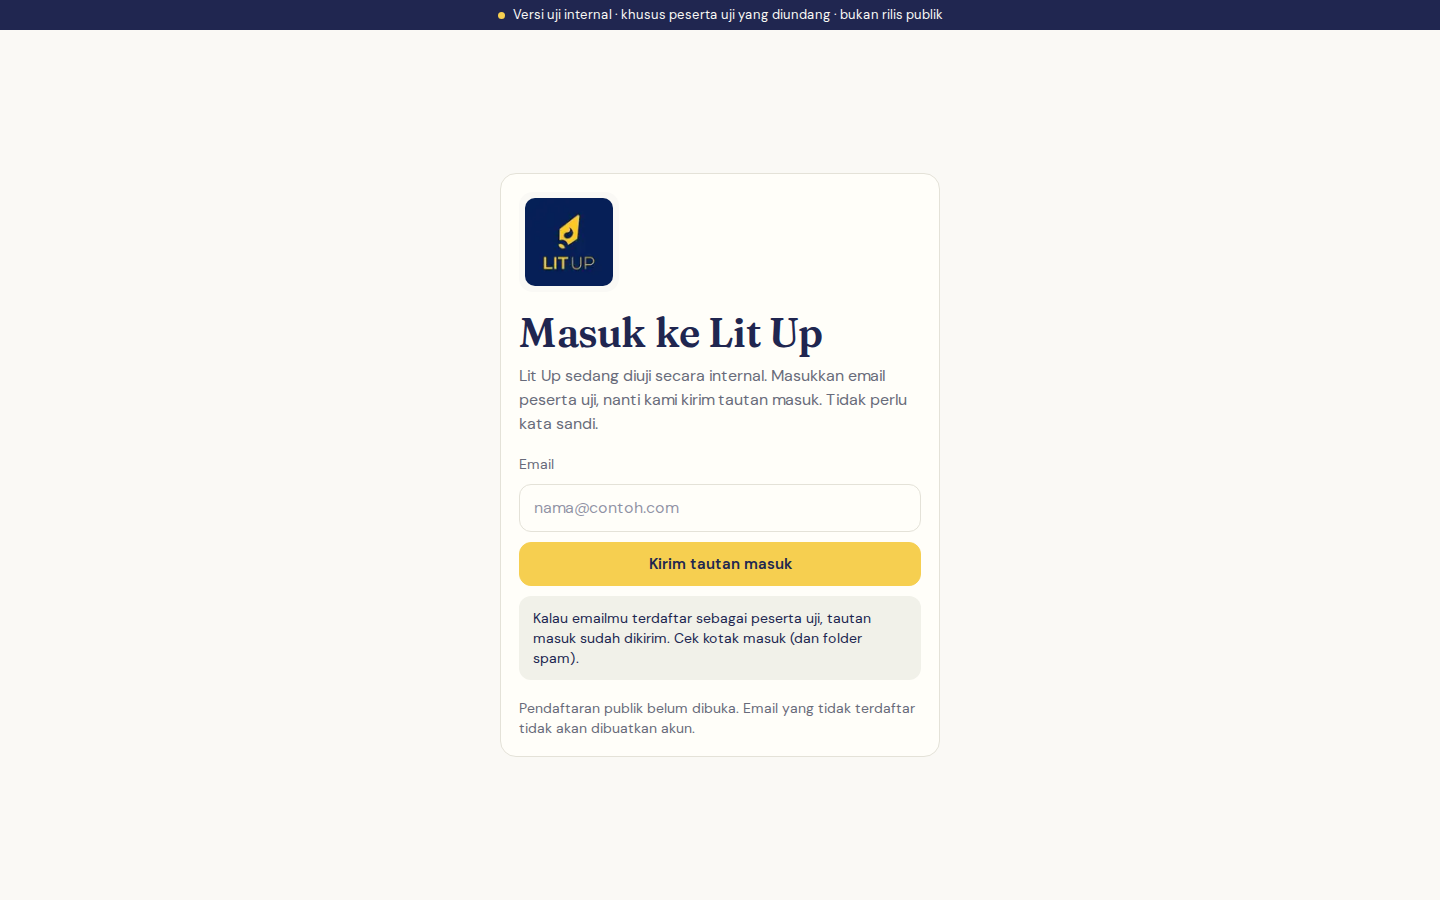 Versi uji internal · khusus peserta uji yang diundang · bukan rilis publik
LIT UP
Masuk ke Lit Up
Lit Up sedang diuji secara internal. Masukkan email
peserta uji, nanti kami kirim tautan masuk. Tidak perlu
kata sandi.
Email
nama@contoh.com
Kirim tautan masuk
Kalau emailmu terdaftar sebagai peserta uji, tautan
masuk sudah dikirim. Cek kotak masuk (dan folder
spam).
Pendaftaran publik belum dibuka. Email yang tidak terdaftar
tidak akan dibuatkan akun.